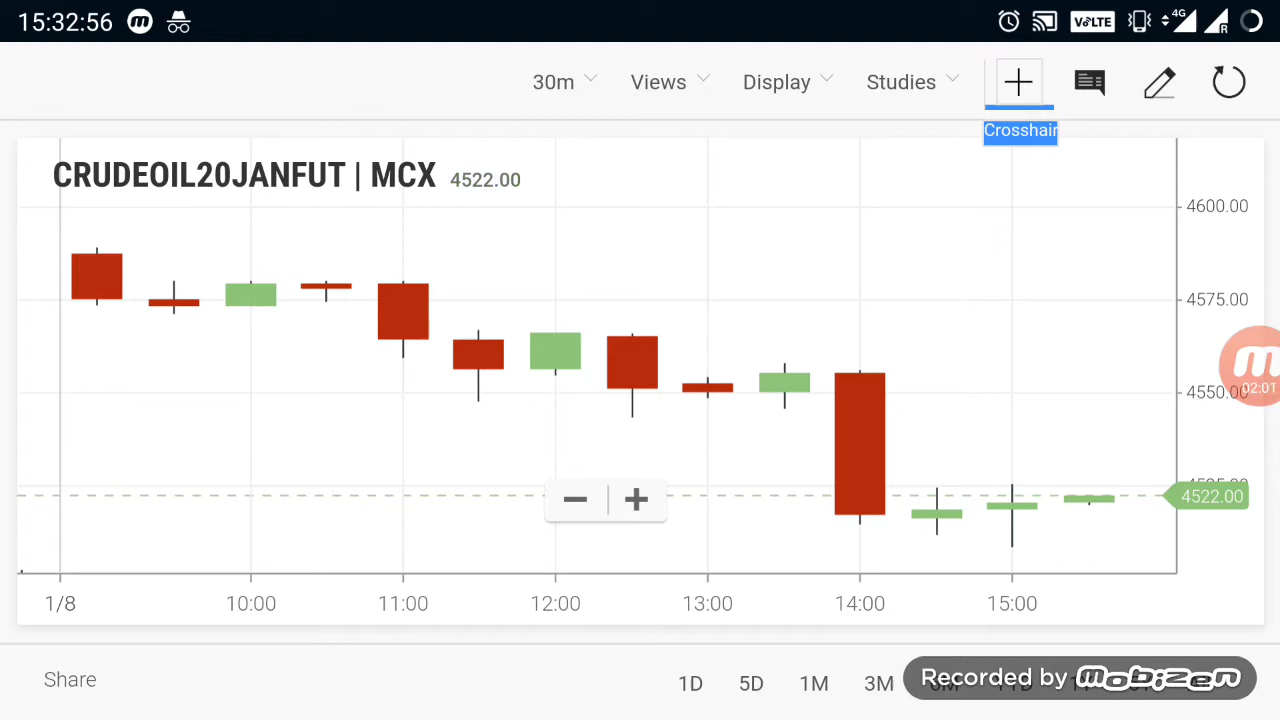 15:32:56
VoLTE
4G
R
30m
Views
Display
Studies
Crosshair
CRUDEOIL20JANFUT | MCX 4522.00
4600.00
4575.00
4550.00
02:01
4522.00
1/8
10:00
11:00
12:00
13:00
14:00
15:00
Share
1D
5D
1M
3M
Recorded by mobizen